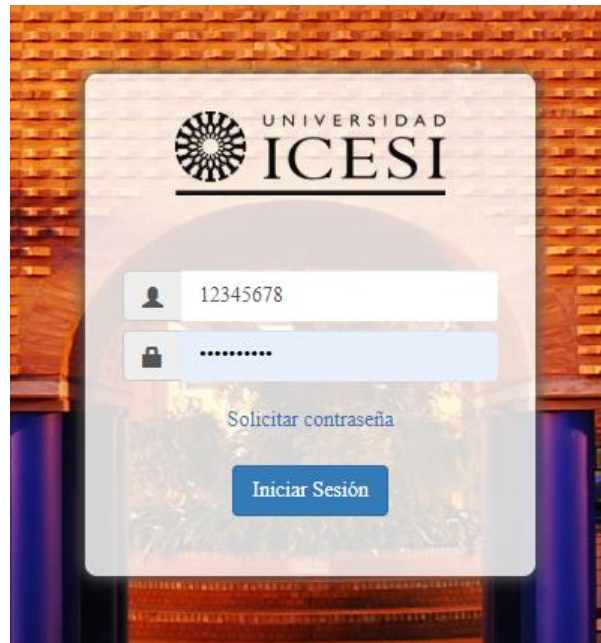 UNIVERSIDAD
ICESI
12345678
••••••••••
Solicitar contraseña
Iniciar Sesión